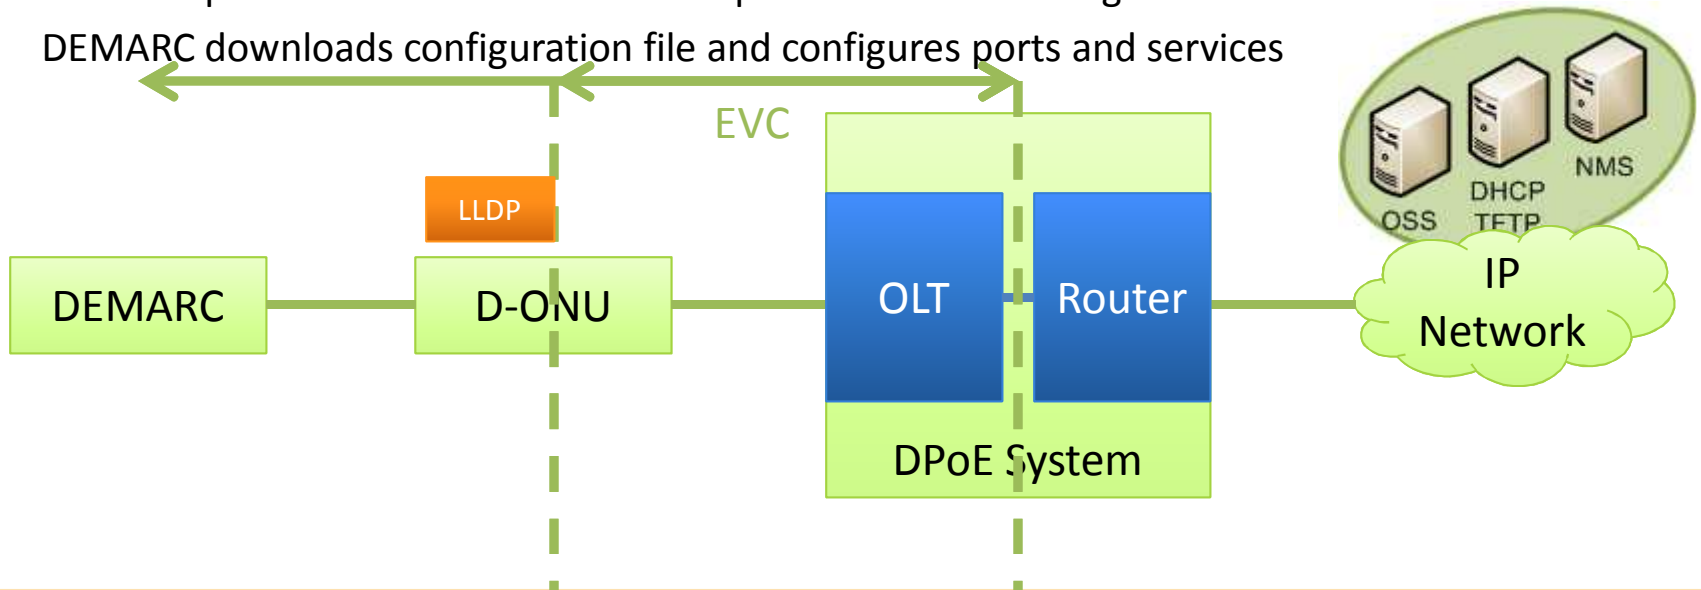 DEMARC downloads configuration file and configures ports and services
EVC
LLDP
DEMARC
D-ONU
OLT
Router
DPoE System
OSS
DHCP
TFTP
NMS
IP
Network